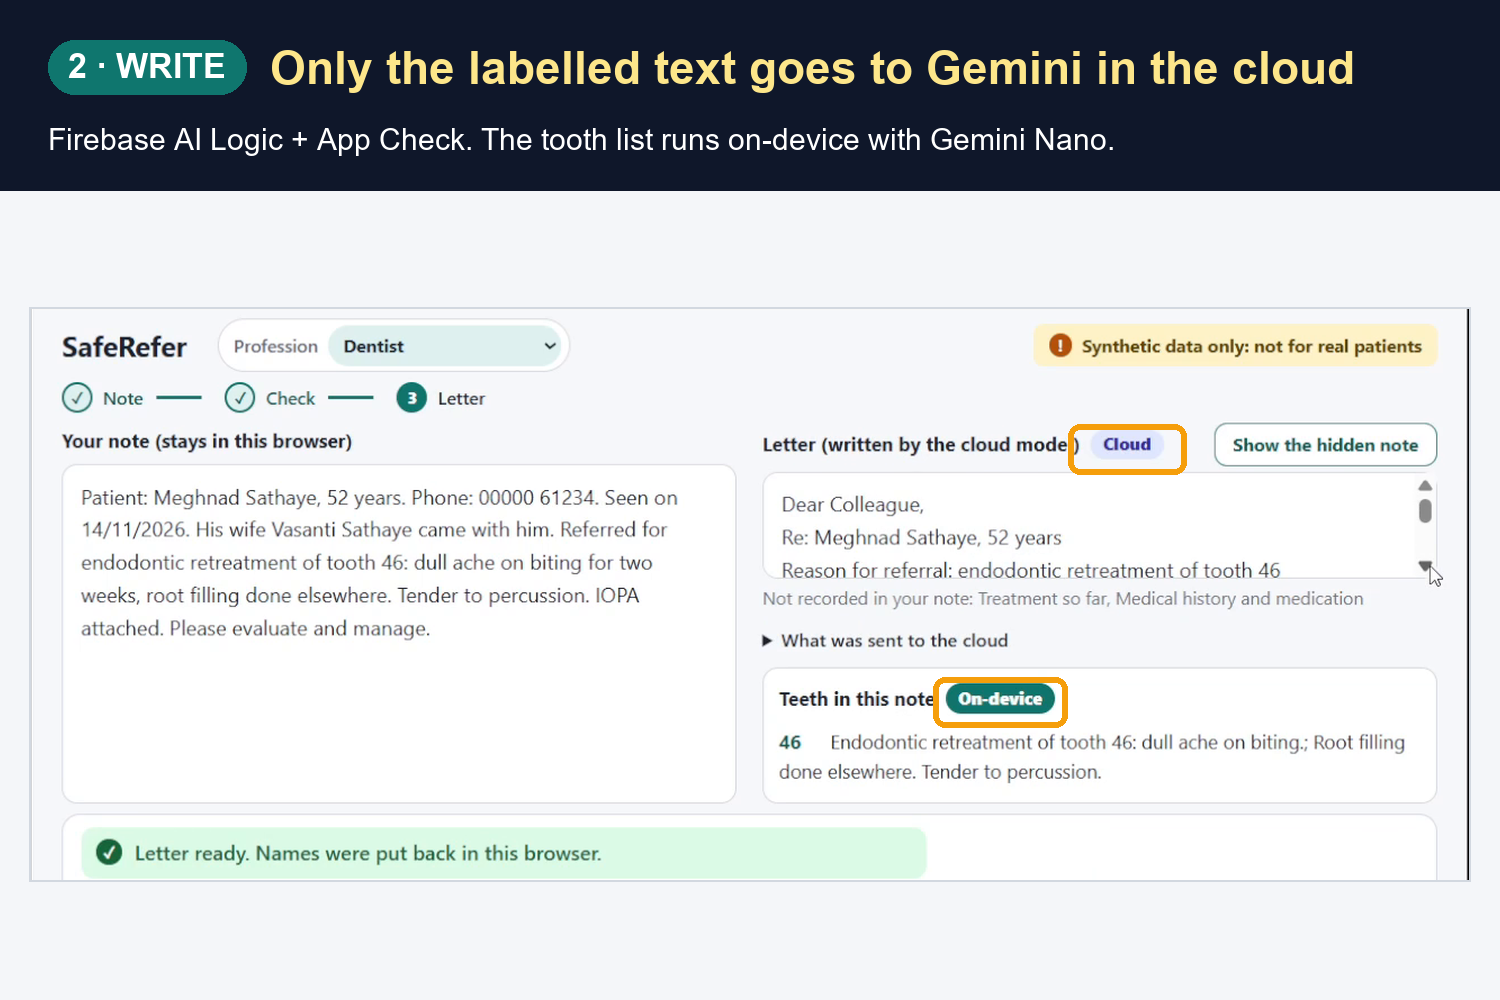 2 · WRITE Only the labelled text goes to Gemini in the cloud
Firebase AI Logic + App Check. The tooth list runs on-device with Gemini Nano.
SafeRefer Profession Dentist
! Synthetic data only: not for real patients
✓ Note ✓ Check 3 Letter
Your note (stays in this browser)
Patient: Meghnad Sathaye, 52 years. Phone: 00000 61234. Seen on
14/11/2026. His wife Vasanti Sathaye came with him. Referred for
endodontic retreatment of tooth 46: dull ache on biting for two
weeks, root filling done elsewhere. Tender to percussion. IOPA
attached. Please evaluate and manage.
Letter (written by the cloud mode) Cloud Show the hidden note
Dear Colleague,
Re: Meghnad Sathaye, 52 years
Reason for referral: endodontic retreatment of tooth 46
Not recorded in your note: Treatment so far, Medical history and medication
▶ What was sent to the cloud
Teeth in this note On-device
46 Endodontic retreatment of tooth 46: dull ache on biting.; Root filling
done elsewhere. Tender to percussion.
✓ Letter ready. Names were put back in this browser.